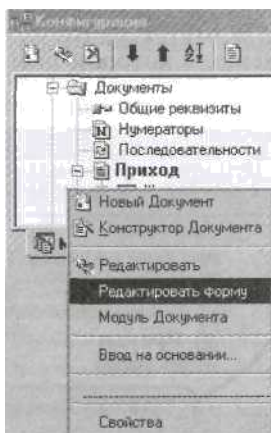 Конфигурация
Документы
Общие реквизиты
Нумераторы
Последовательности
Приход
Новый Документ
Конструктор Документа
Редактировать
Редактировать форму
Модуль Документа
Ввод на основании...
Свойства